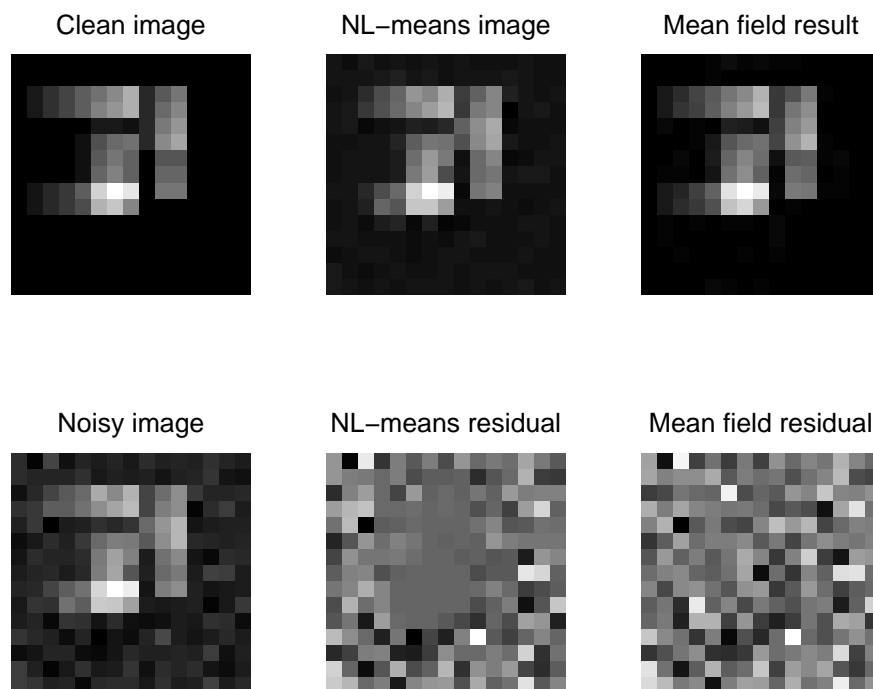 Clean image
NL−means image
Mean field result
Noisy image
NL−means residual
Mean field residual